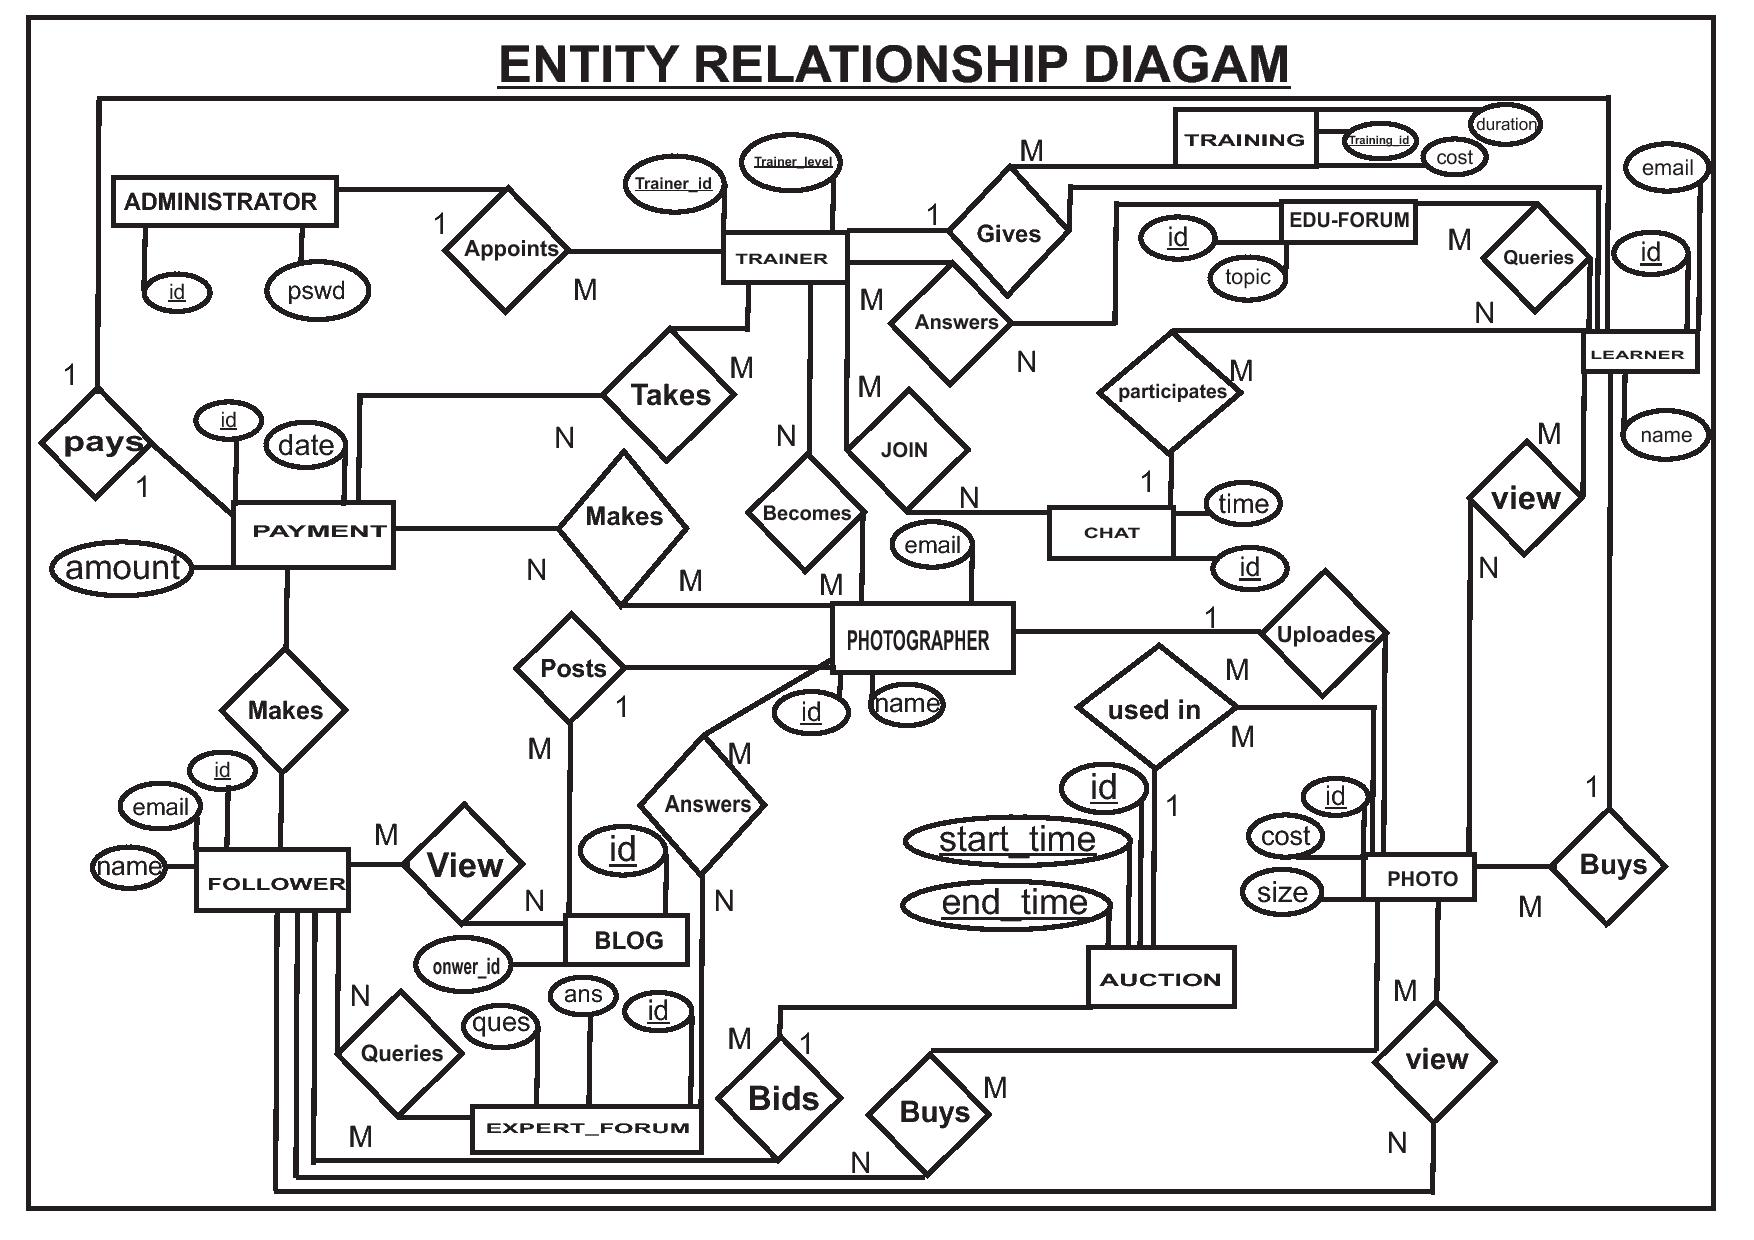 ENTITY RELATIONSHIP DIAGAM
TRAINING
duration
Training_id
cost
M
email
Trainer_level
Trainer_id
ADMINISTRATOR
1
Appoints
M
id
pswd
TRAINER
1
Gives
EDU-FORUM
id
topic
M
Queries
id
M
Answers
N
N
LEARNER
name
1
pays
1
id
date
Takes
M
N
M
JOIN
N
M
participates
1
M
view
N
PAYMENT
amount
Makes
N
M
N
Becomes
M
email
CHAT
time
id
PHOTOGRAPHER
1
Uploades
M
id
name
Posts
1
M
used in
M
1
Makes
id
email
name
FOLLOWER
M
View
N
id
M
Answers
N
BLOG
onwer_id
id
start_time
end_time
AUCTION
id
cost
size
PHOTO
1
Buys
M
N
Queries
M
ques
ans
id
EXPERT_FORUM
M
1
Bids
M
Buys
N
M
view
N